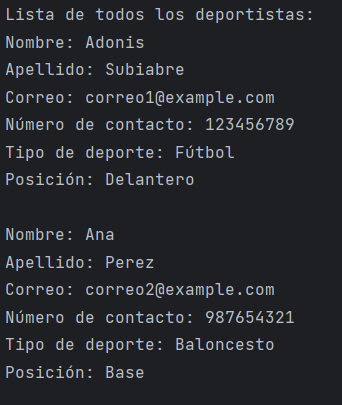 Lista de todos los deportistas:
Nombre: Adonis
Apellido: Subiabre
Correo: correo1@example.com
Número de contacto: 123456789
Tipo de deporte: Fútbol
Posición: Delantero

Nombre: Ana
Apellido: Perez
Correo: correo2@example.com
Número de contacto: 987654321
Tipo de deporte: Baloncesto
Posición: Base